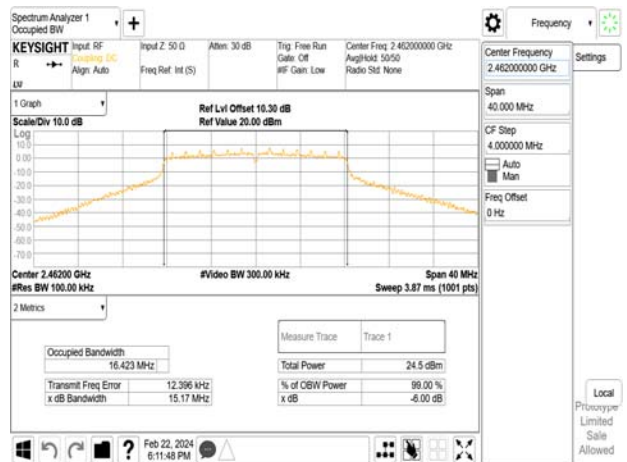 Spectrum Analyzer 1
Occupied BW
Frequency
KEYSIGHT
R
Input: RF
Coupling: DC
Align: Auto
Input Z: 50 Ω
Freq Ref: Int (S)
Atten: 30 dB
Trig: Free Run
Gate: Off
#IF Gain: Low
Center Freq: 2.462000000 GHz
Avg|Hold: 50/50
Radio Std: None
Center Frequency
2.462000000 GHz
Settings
Span
40.000 MHz
CF Step
4.000000 MHz
Auto
Man
Freq Offset
0 Hz
1 Graph
Scale/Div 10.0 dB
Ref Lvl Offset 10.30 dB
Ref Value 20.00 dBm
Log
10.0
0.00
-10.0
-20.0
-30.0
-40.0
-50.0
-60.0
-70.0
Center 2.46200 GHz
#Res BW 100.00 kHz
#Video BW 300.00 kHz
Span 40 MHz
Sweep 3.87 ms (1001 pts)
2 Metrics
Measure Trace Trace 1
Occupied Bandwidth
16.423 MHz
Total Power 24.5 dBm
Transmit Freq Error 12.396 kHz
% of OBW Power 99.00 %
x dB Bandwidth 15.17 MHz
x dB -6.00 dB
Local
Prototype
Limited
Sale
Allowed
Feb 22, 2024
6:11:48 PM